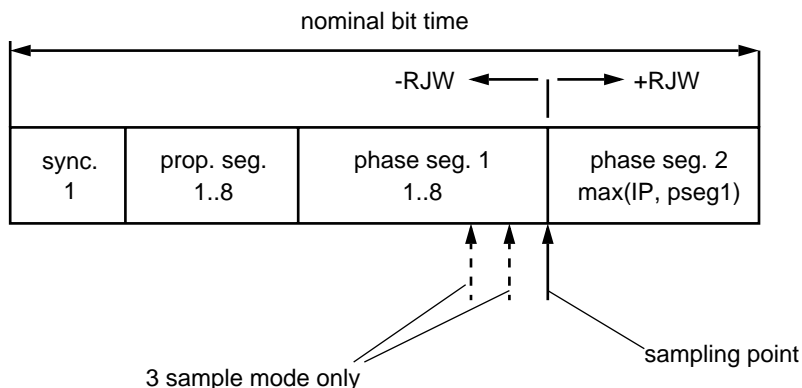 nominal bit time
-RJW
+RJW
sync.
1
prop. seg.
1..8
phase seg. 1
1..8
phase seg. 2
max(IP, pseg1)
3 sample mode only
sampling point